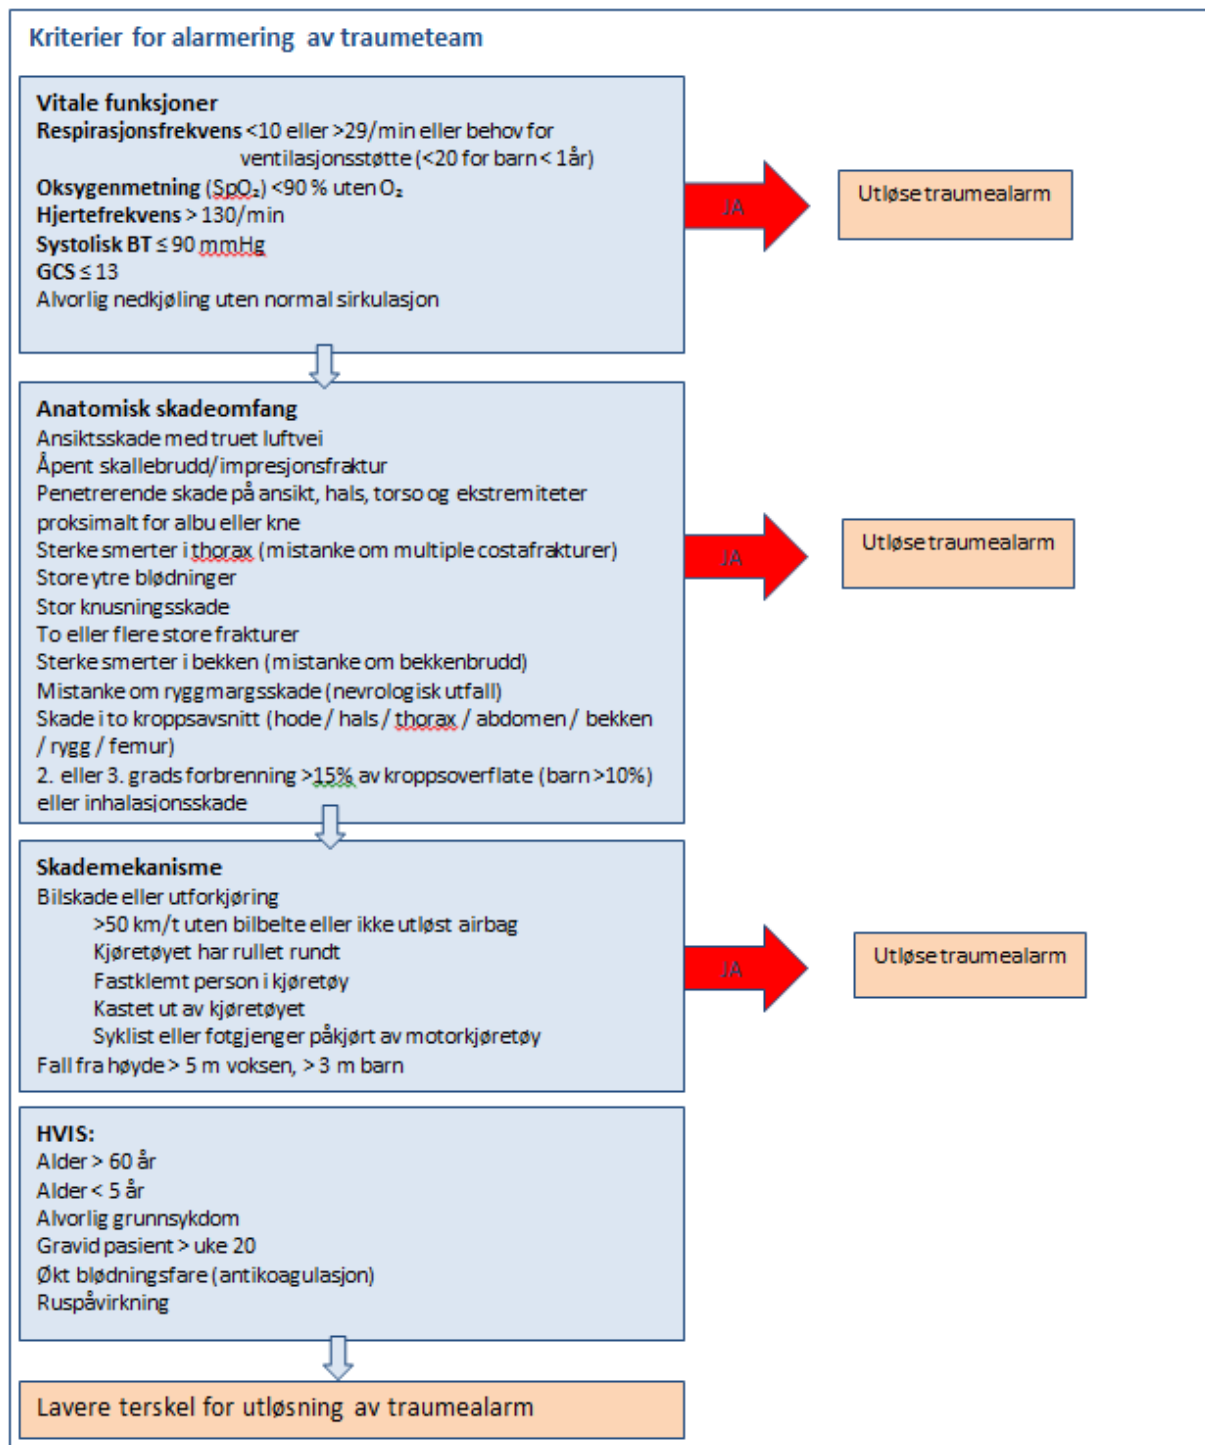 Kriterier for alarmering av traumeteam
Vitale funksjoner
Respirasjonsfrekvens <10 eller >29/min eller behov for
ventilasjonsstøtte (<20 for barn < 1år)
Oksygenmetning (SpO₂) <90 % uten O₂
Hjertefrekvens > 130/min
Systolisk BT ≤ 90 mmHg
GCS ≤ 13
Alvorlig nedkjøling uten normal sirkulasjon
JA
Utløse traumealarm
Anatomisk skadeomfang
Ansiktsskade med truet luftvei
Åpent skallebrudd/impresjonsfraktur
Penetrerende skade på ansikt, hals, torso og ekstremiteter
proksimalt for albu eller kne
Sterke smerter i thorax (mistanke om multiple costafrakturer)
Store ytre blødninger
Stor knusningsskade
To eller flere store frakturer
Sterke smerter i bekken (mistanke om bekkenbrudd)
Mistanke om ryggmargsskade (nevrologisk utfall)
Skade i to kroppsavsnitt (hode / hals / thorax / abdomen / bekken
/ rygg / femur)
2. eller 3. grads forbrenning >15% av kroppsoverflate (barn >10%)
eller inhalasjonsskade
JA
Utløse traumealarm
Skademekanisme
Bilskade eller utforkjøring
>50 km/t uten bilbelte eller ikke utløst airbag
Kjøretøyet har rullet rundt
Fastklemt person i kjøretøy
Kastet ut av kjøretøyet
Syklist eller fotgjenger påkjørt av motorkjøretøy
Fall fra høyde > 5 m voksen, > 3 m barn
JA
Utløse traumealarm
HVIS:
Alder > 60 år
Alder < 5 år
Alvorlig grunnsykdom
Gravid pasient > uke 20
Økt blødningsfare (antikoagulasjon)
Ruspåvirkning
Lavere terskel for utløsning av traumealarm